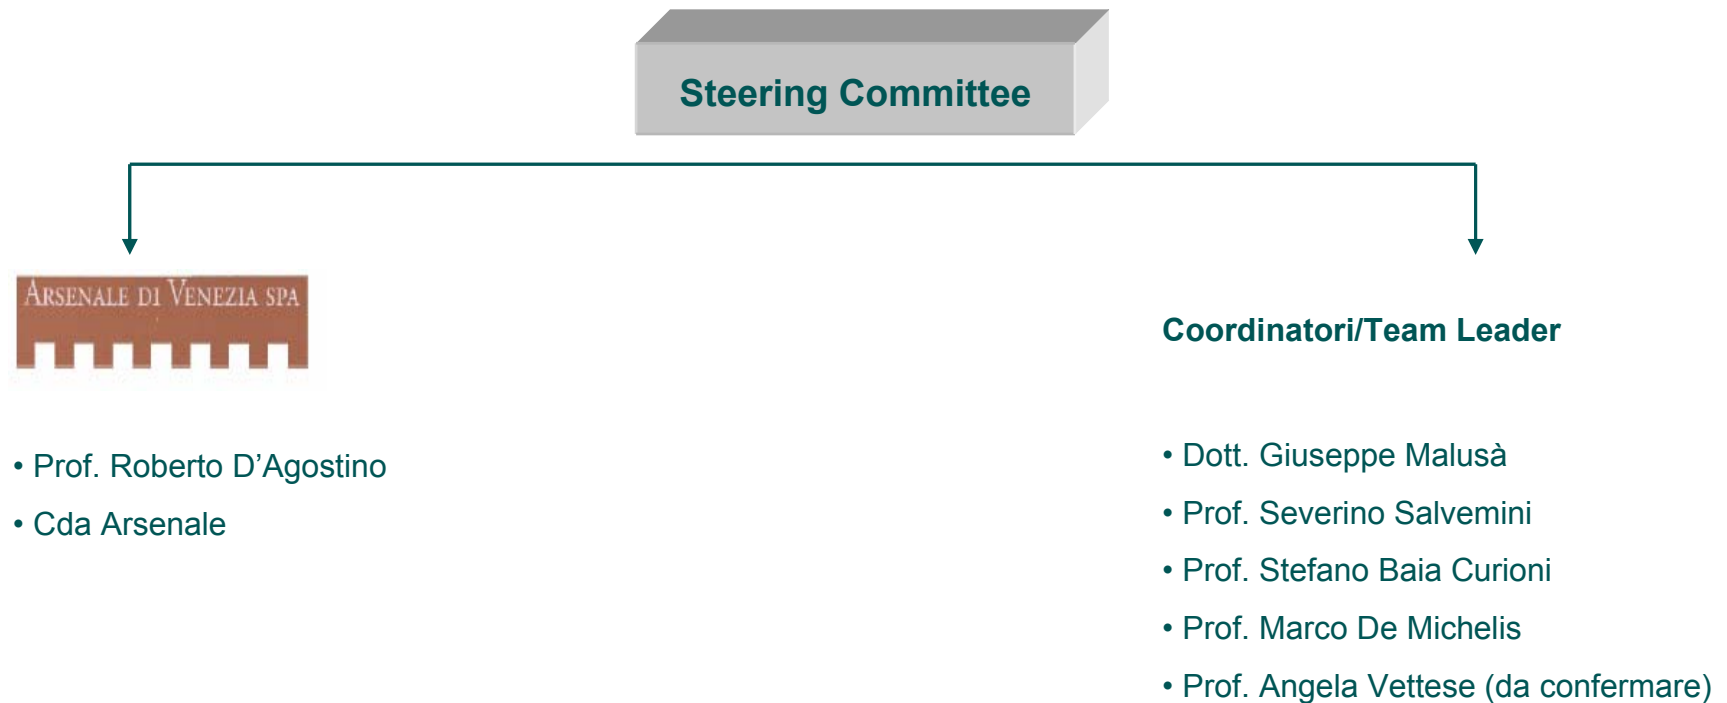 Steering Committee
ARSENALE DI VENEZIA SPA
• Prof. Roberto D’Agostino
• Cda Arsenale
Coordinatori/Team Leader
• Dott. Giuseppe Malusà
• Prof. Severino Salvemini
• Prof. Stefano Baia Curioni
• Prof. Marco De Michelis
• Prof. Angela Vettese (da confermare)